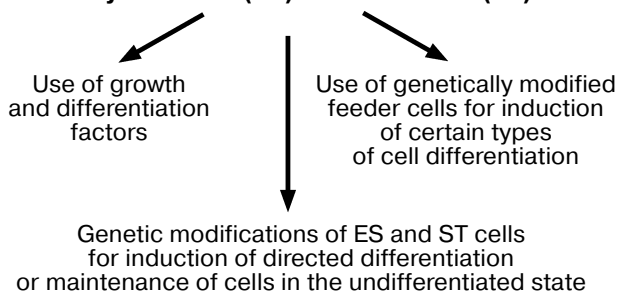 Use of growth
and differentiation
factors
Use of genetically modified
feeder cells for induction
of certain types
of cell differentiation
Genetic modifications of ES and ST cells
for induction of directed differentiation
or maintenance of cells in the undifferentiated state